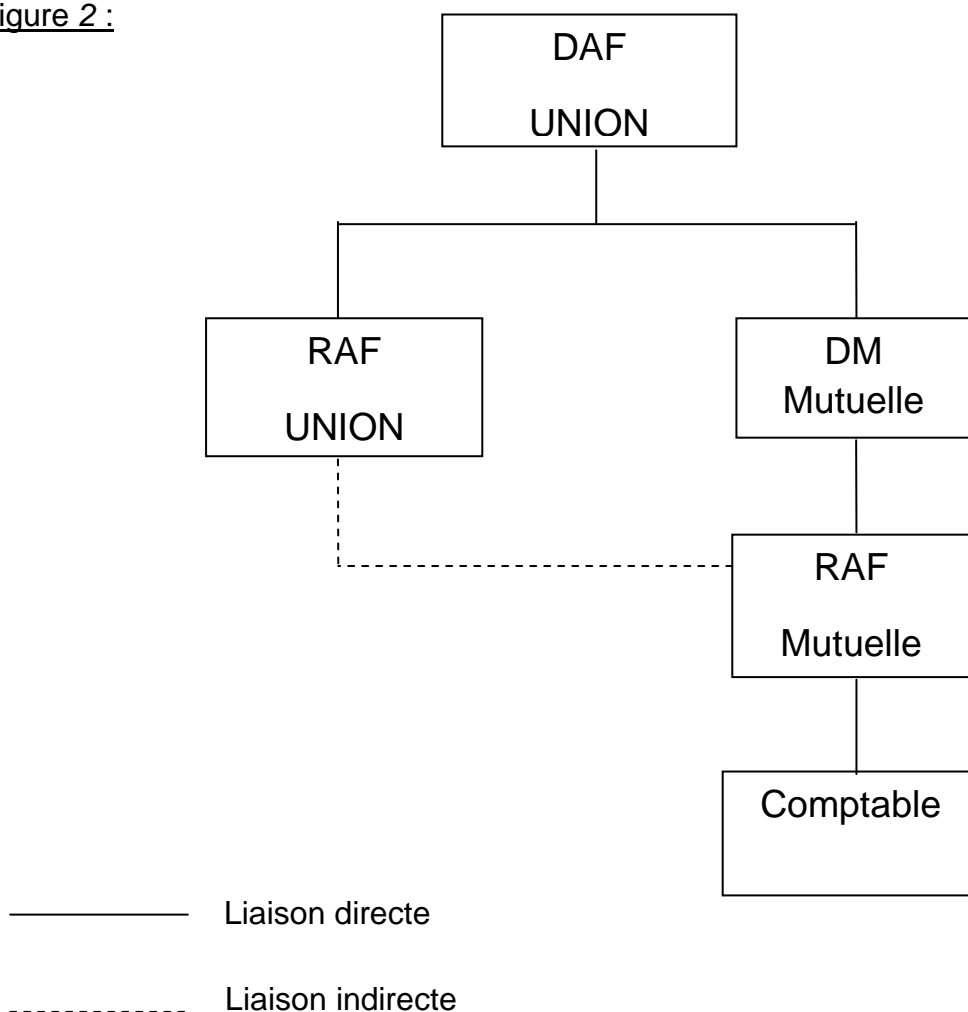 igure 2 :
DAF
UNION
RAF
UNION
DM
Mutuelle
RAF
Mutuelle
Comptable
Liaison directe
Liaison indirecte